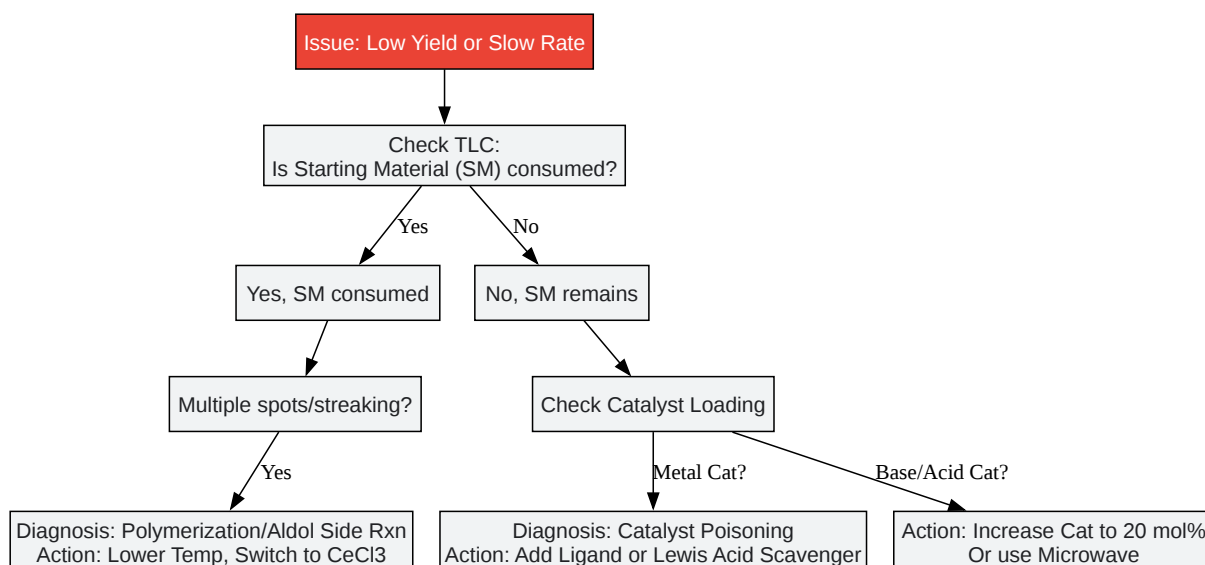 Issue: Low Yield or Slow Rate
Check TLC:
Is Starting Material (SM) consumed?
Yes
No
Yes, SM consumed
No, SM remains
Multiple spots/streaking?
Check Catalyst Loading
Yes
Metal Cat?
Base/Acid Cat?
Diagnosis: Polymerization/Aldol Side Rxn
Action: Lower Temp, Switch to CeCl3
Diagnosis: Catalyst Poisoning
Action: Add Ligand or Lewis Acid Scavenger
Action: Increase Cat to 20 mol%
Or use Microwave